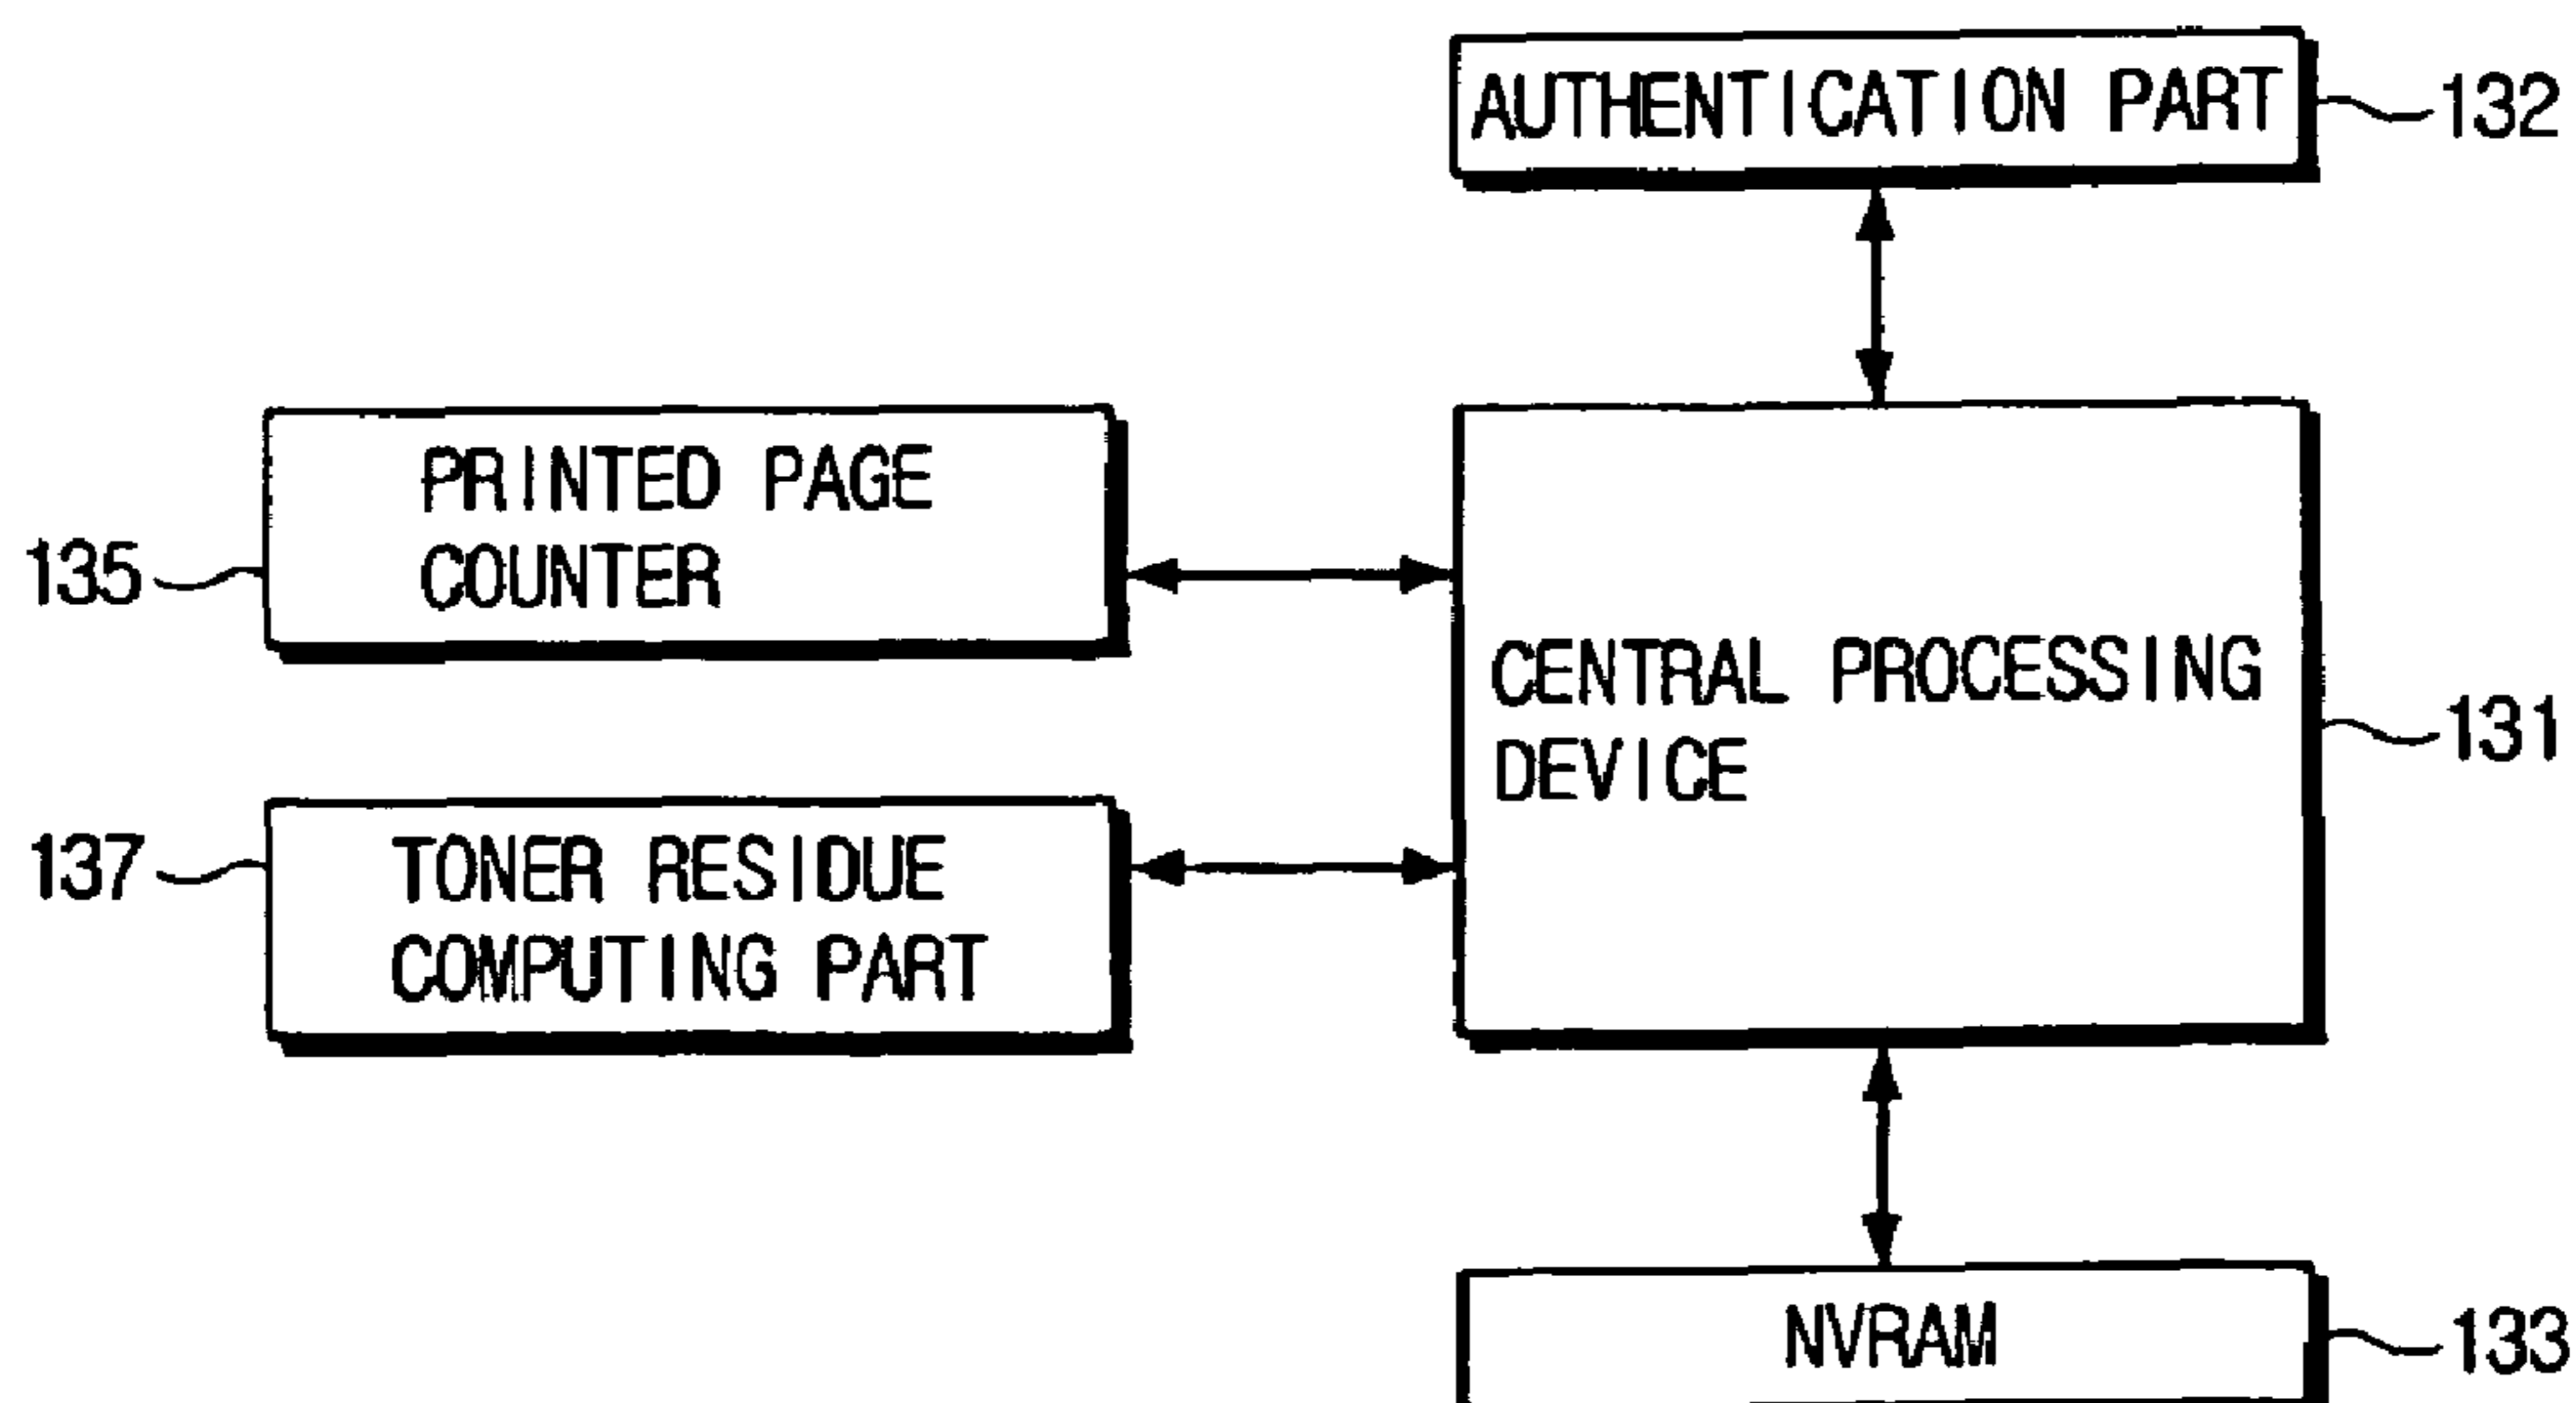 AUTHENTICATION PART
132
PRINTED PAGE
COUNTER
135
CENTRAL PROCESSING
DEVICE
131
TONER RESIDUE
COMPUTING PART
137
NVRAM
133